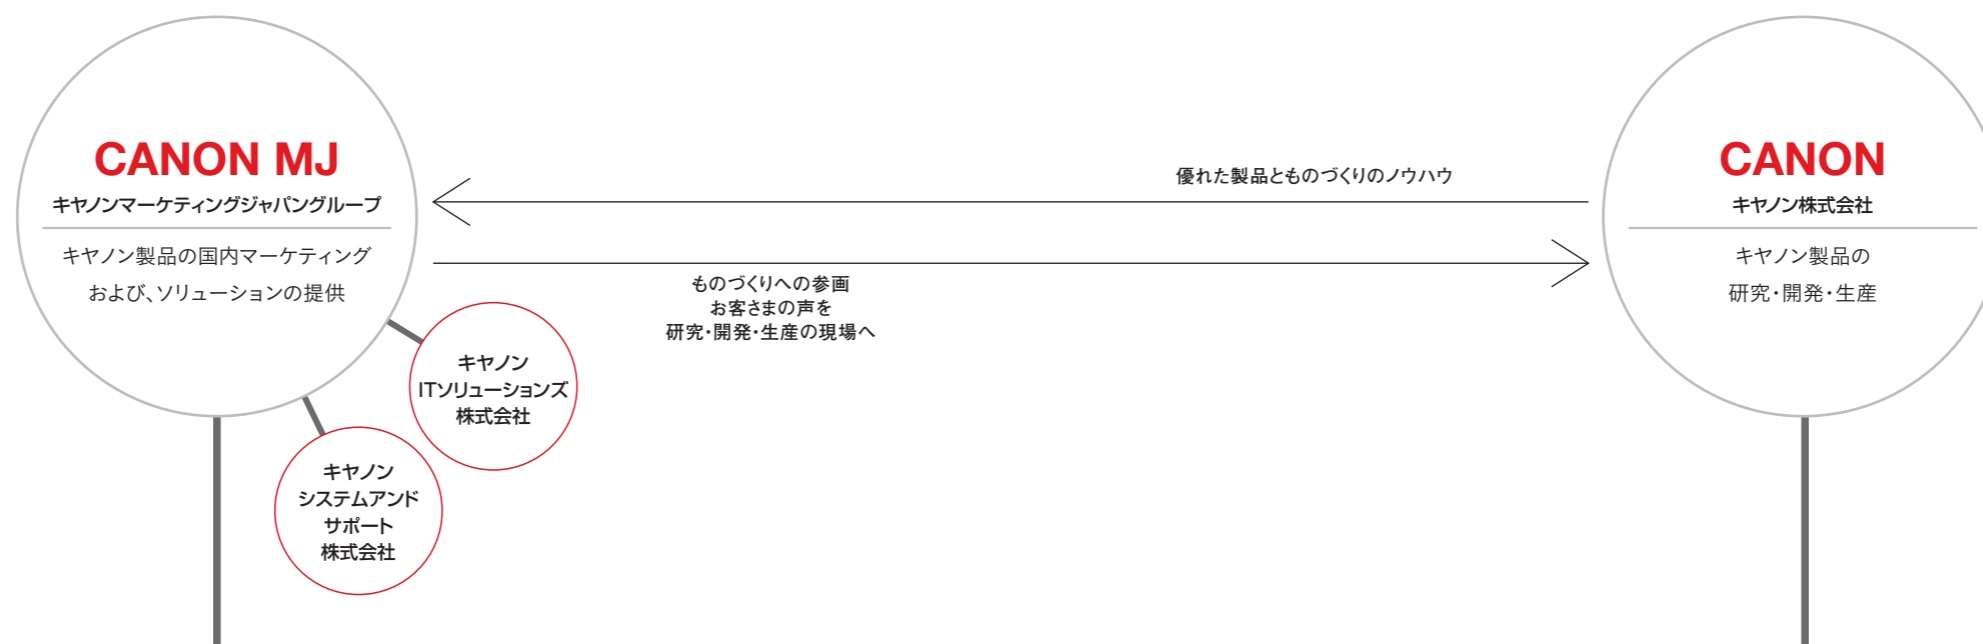 CANON MJ
キヤノンマーケティングジャパングループ
キヤノン製品の国内マーケティング
および、ソリューションの提供
優れた製品とものづくりのノウハウ
ものづくりへの参画
お客さまの声を
研究・開発・生産の現場へ
キヤノン
ITソリューションズ
株式会社
キヤノン
システムアンド
サポート
株式会社
CANON
キヤノン株式会社
キヤノン製品の
研究・開発・生産